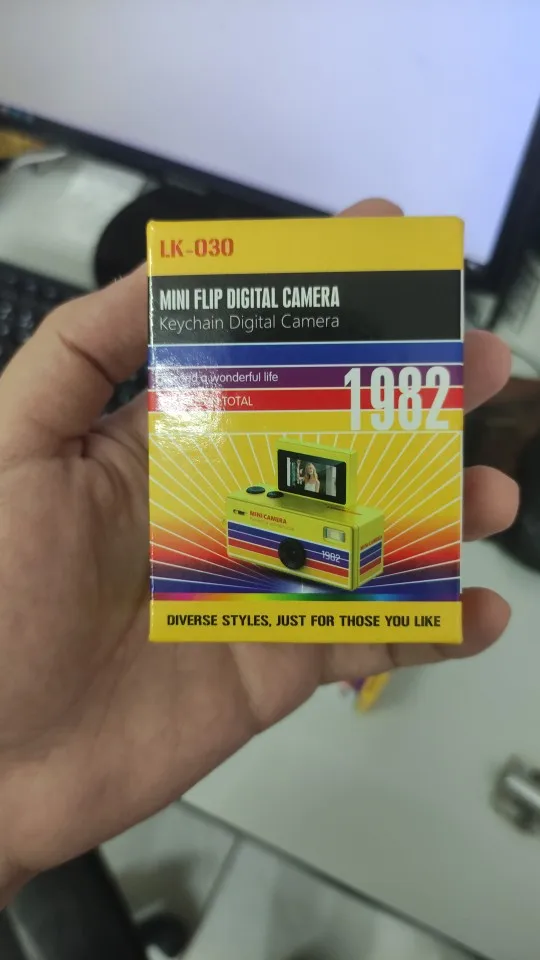 LK-030
MINI FLIP DIGITAL CAMERA
Keychain Digital Camera
a wonderful life
TOTAL
1982
MINI CAMERA
1982
DIVERSE STYLES, JUST FOR THOSE YOU LIKE